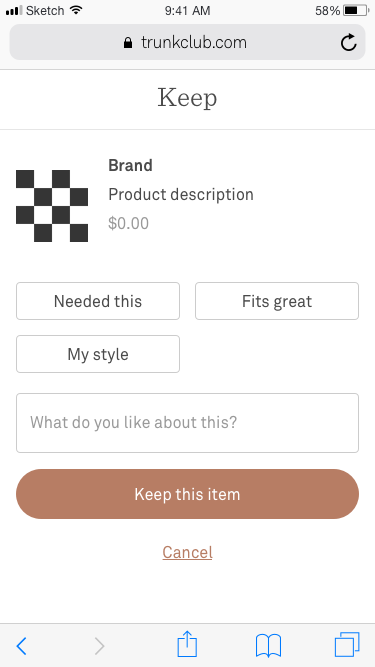 Sketch 9:41 AM 58%
trunkclub.com
Keep
Brand
Product description
$0.00
Needed this Fits great
My style
What do you like about this?
Keep this item
Cancel